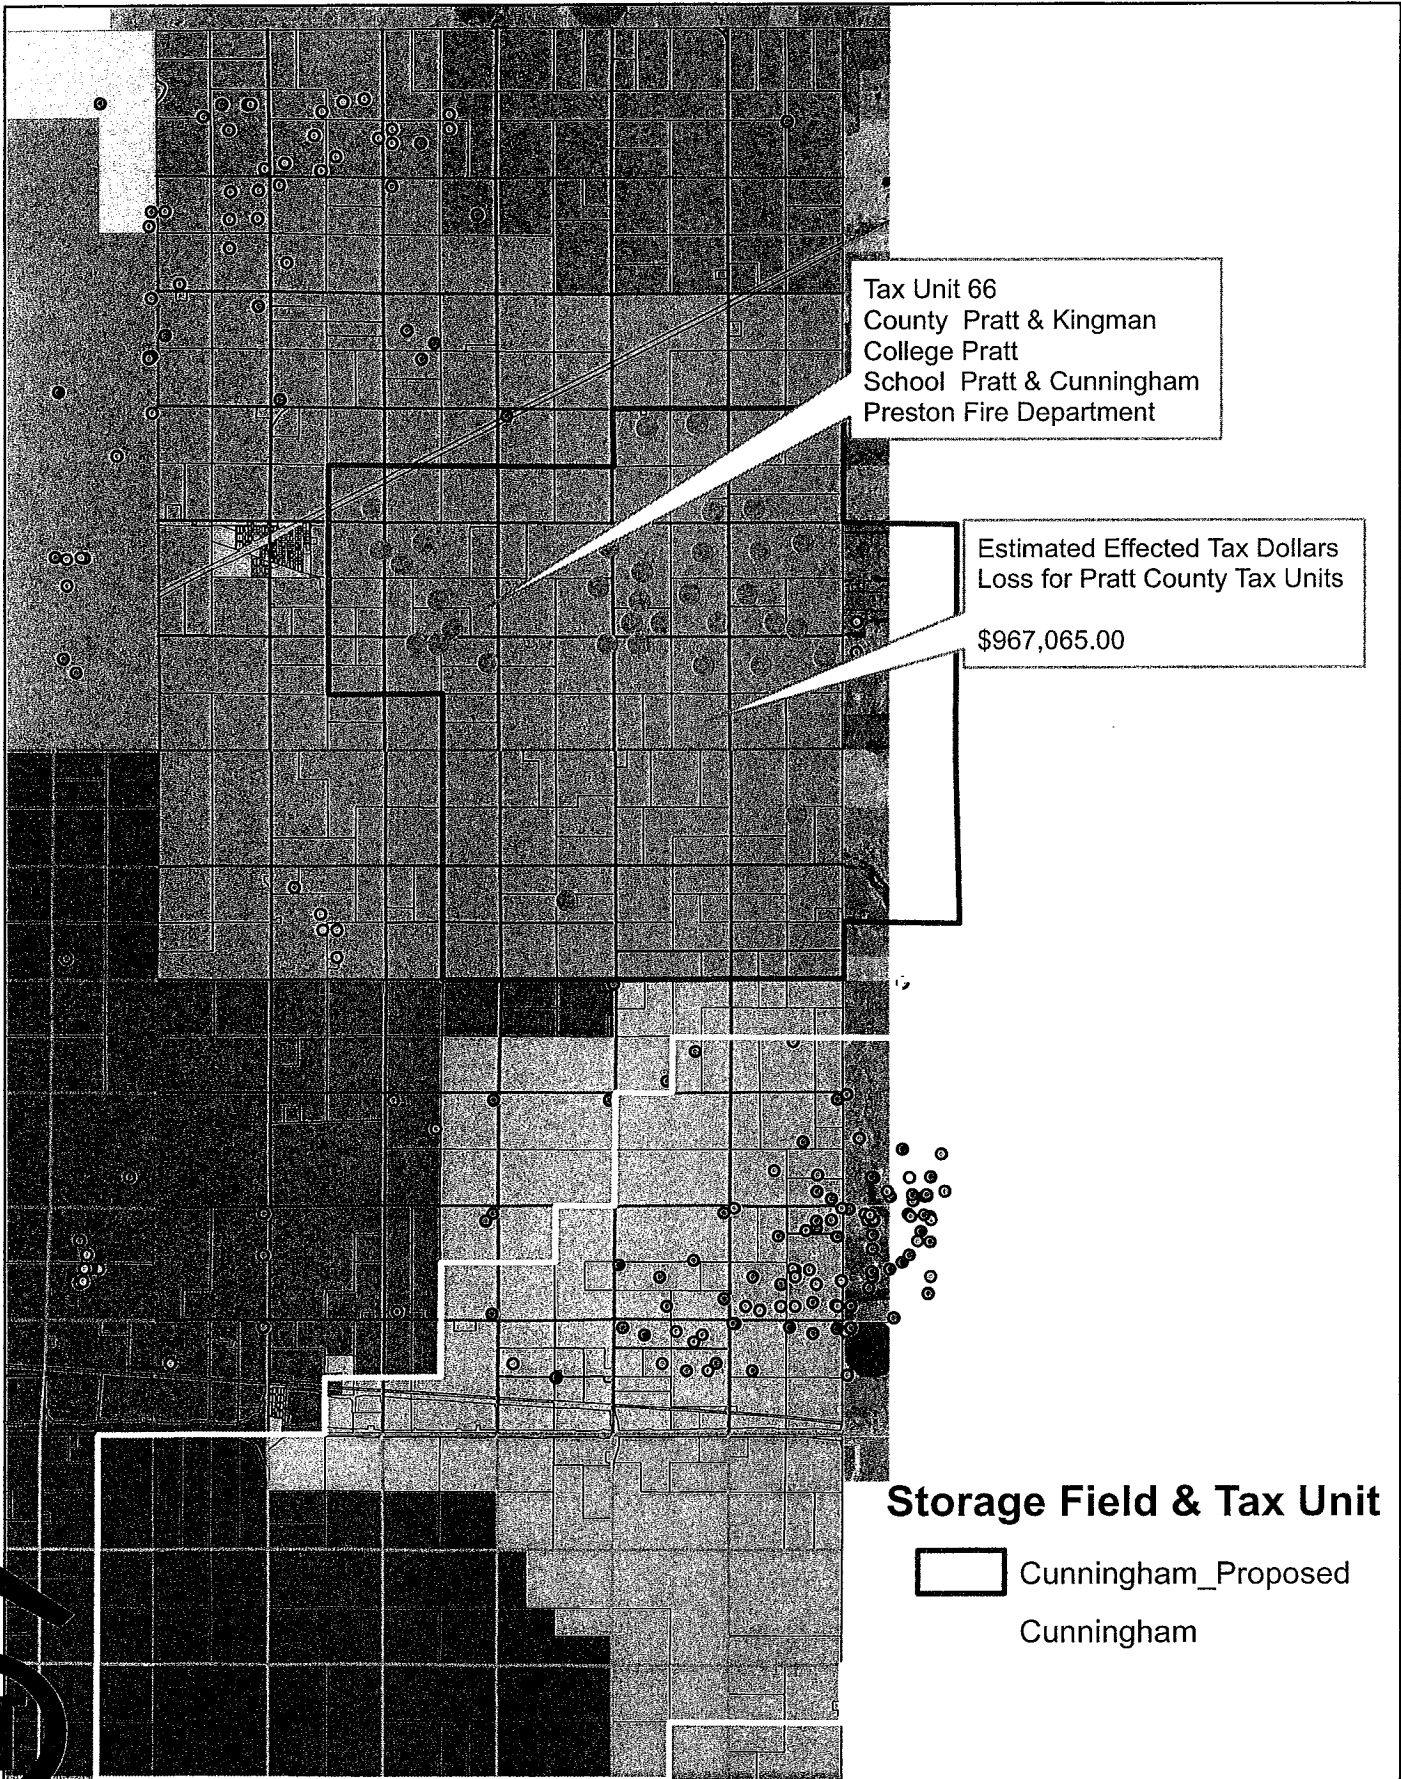 Tax Unit 66
County Pratt & Kingman
College Pratt
School Pratt & Cunningham
Preston Fire Department
Estimated Effected Tax Dollars
Loss for Pratt County Tax Units
$967,065.00
Storage Field & Tax Unit
Cunningham_Proposed
Cunningham